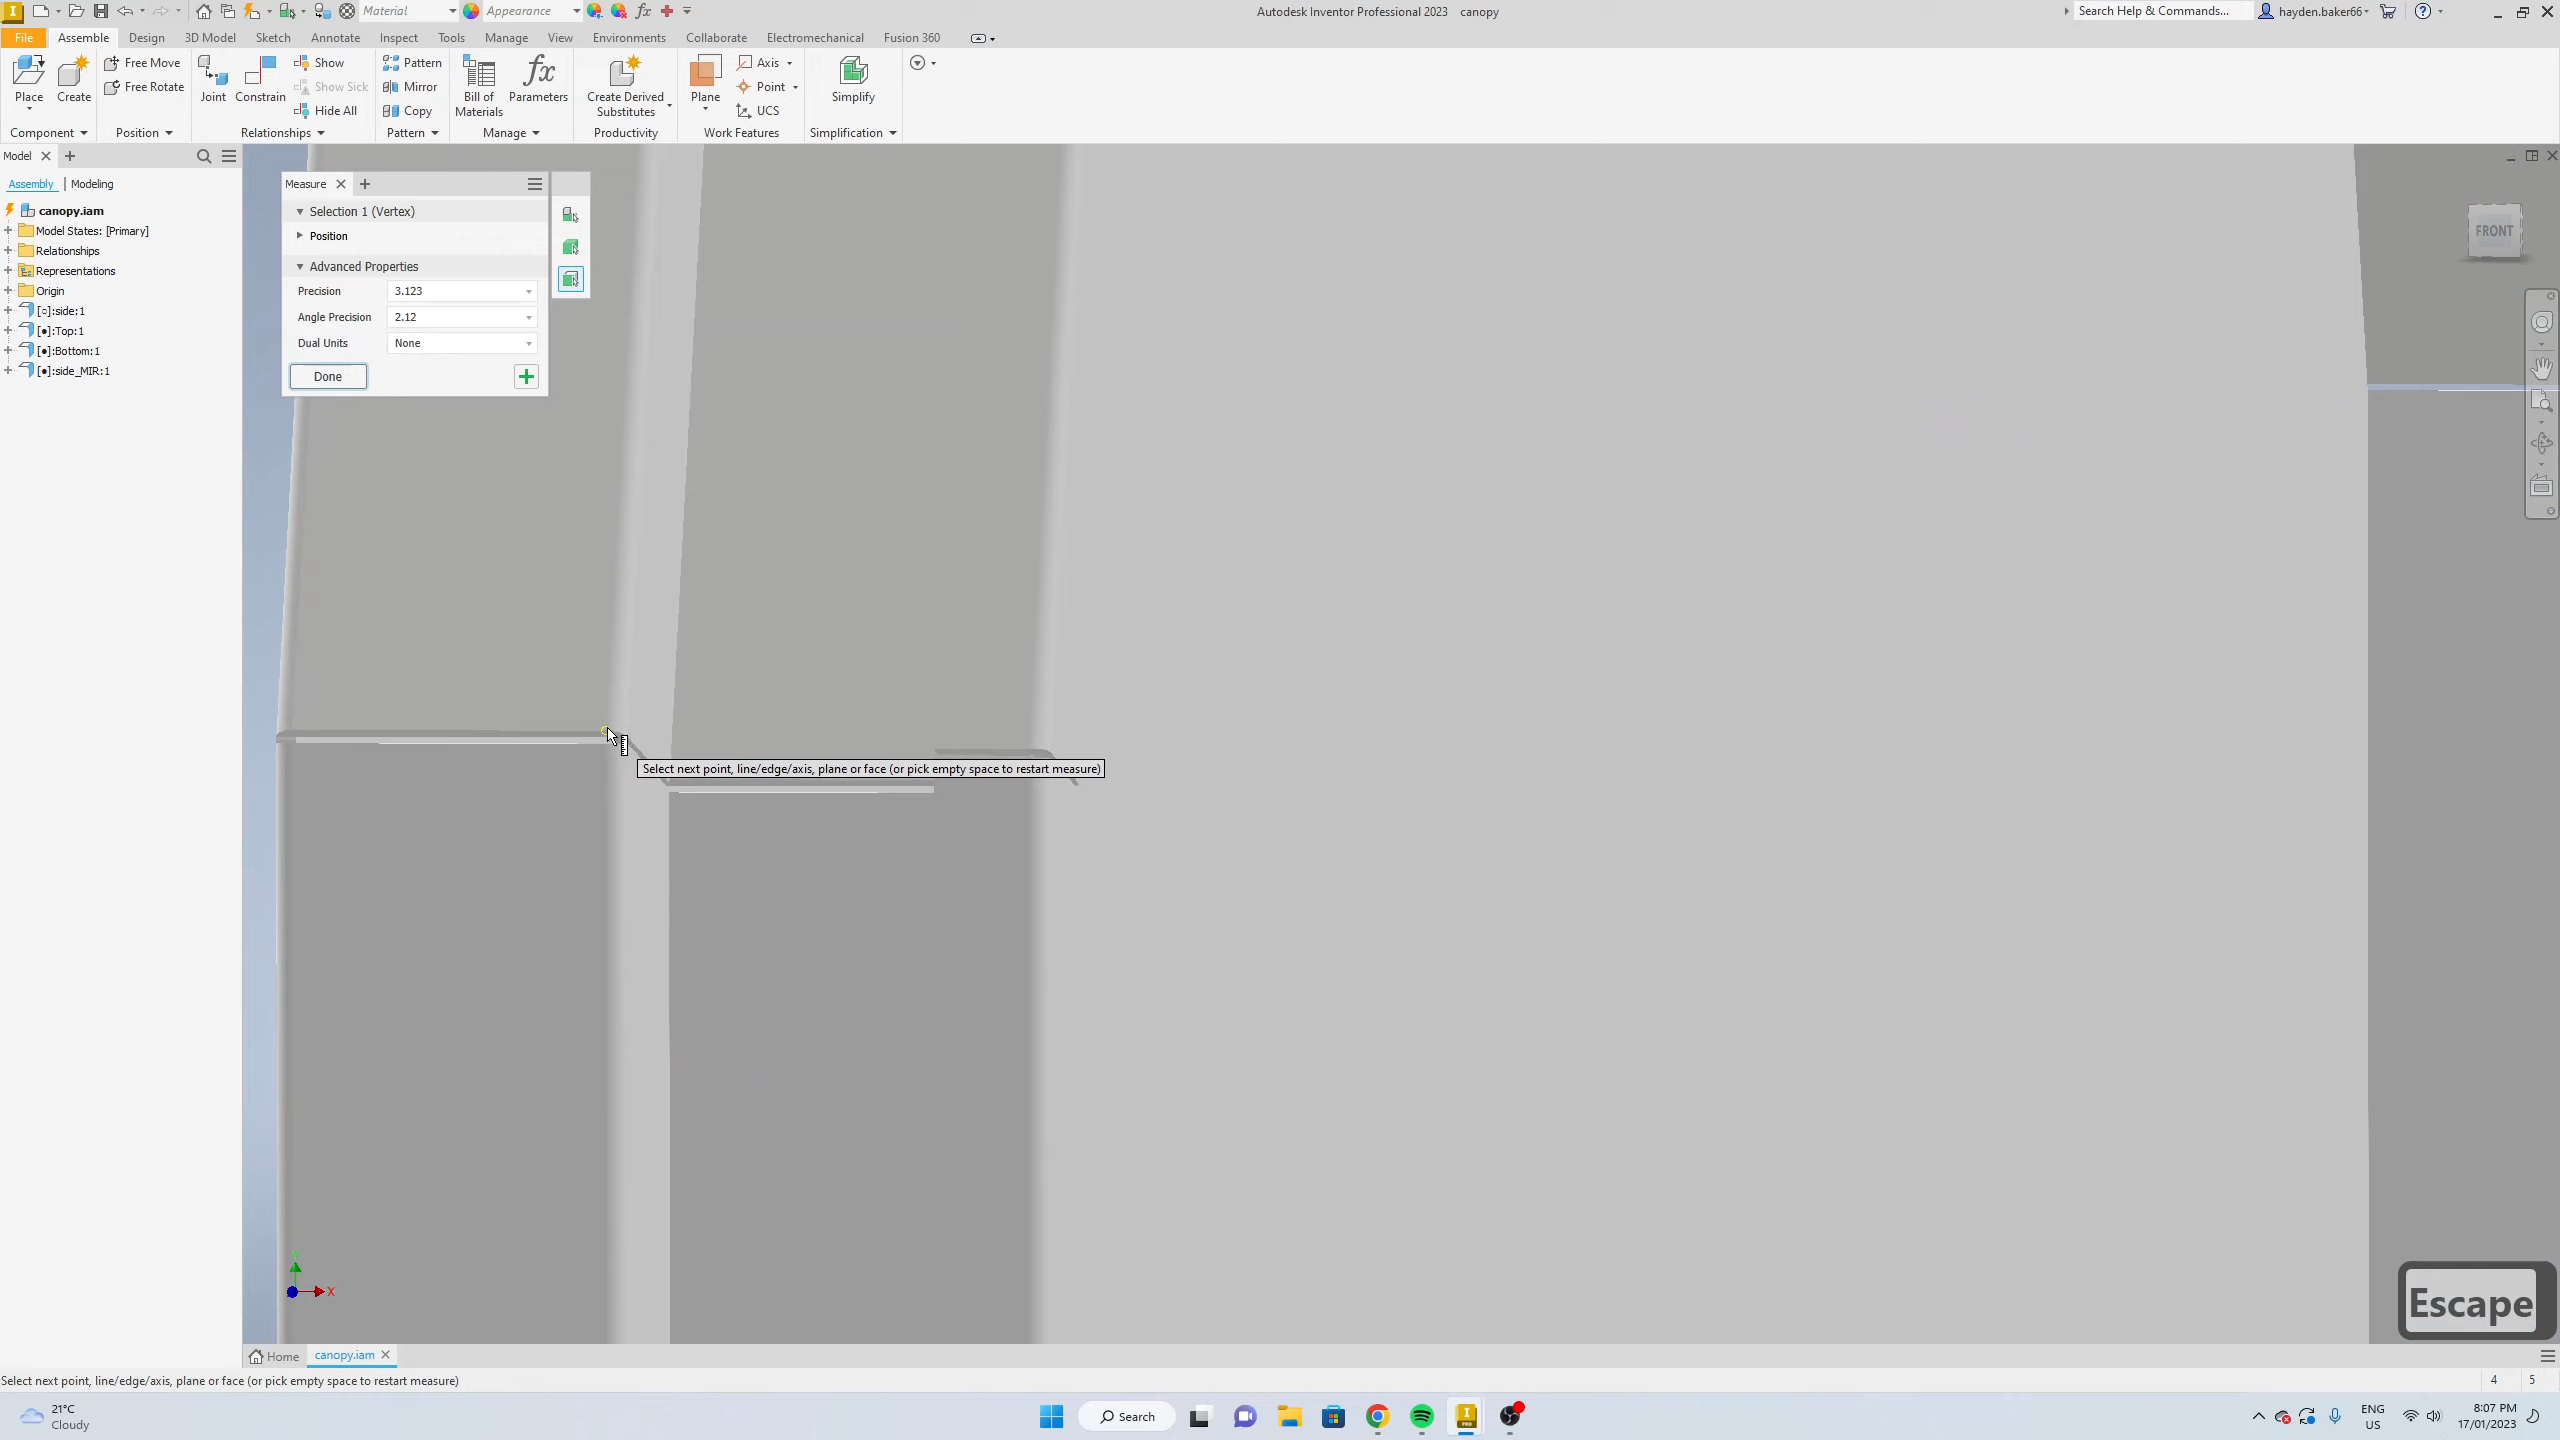 Material
Appearance
Autodesk Inventor Professional 2023 canopy
Search Help & Commands...
hayden.baker66
File Assemble Design 3D Model Sketch Annotate Inspect Tools Manage View Environments Collaborate Electromechanical Fusion 360
Place
Create
Free Move
Free Rotate
Joint
Constrain
Show
Show Sick
Hide All
Pattern
Mirror
Copy
Bill of
Materials
Parameters
Create Derived
Substitutes
Plane
Axis
Point
UCS
Simplify
Component Position Relationships Pattern Manage Productivity Work Features Simplification
Model
Assembly Modeling
canopy.iam
Model States: [Primary]
Relationships
Representations
Origin
[○]:side:1
[●]:Top:1
[●]:Bottom:1
[●]:side_MIR:1
Measure
Selection 1 (Vertex)
Position
Advanced Properties
Precision 3.123
Angle Precision 2.12
Dual Units None
Done
FRONT
Select next point, line/edge/axis, plane or face (or pick empty space to restart measure)
Y
X
Escape
Home canopy.iam
Select next point, line/edge/axis, plane or face (or pick empty space to restart measure)
4 5
21°C
Cloudy
Search
ENG
US
8:07 PM
17/01/2023